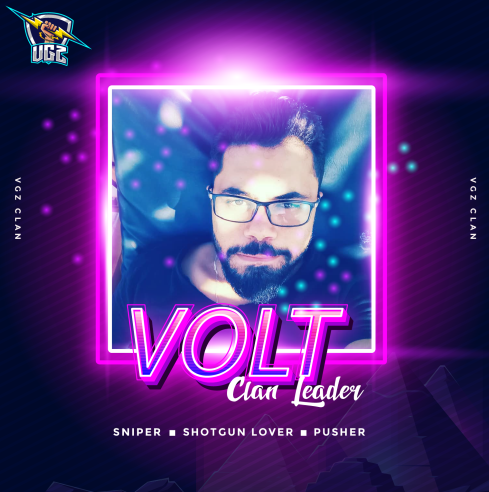 VGZ
VGZ CLAN
VGZ CLAN
VOLT
Clan Leader
SNIPER ■ SHOTGUN LOVER ■ PUSHER